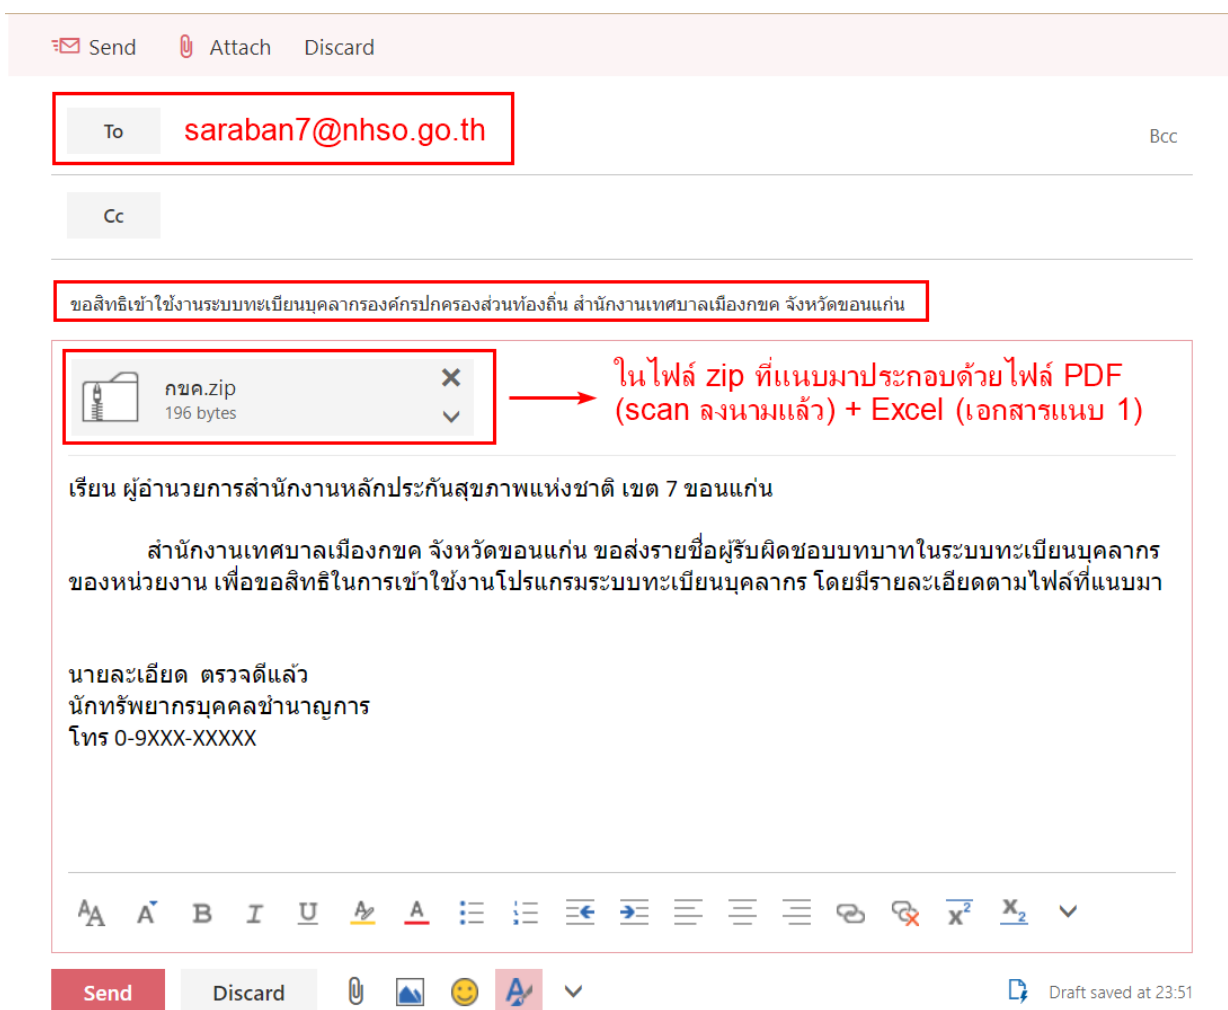 Send Attach Discard
To saraban7@nhso.go.th
Bcc
Cc
ขอสิทธิเข้าใช้งานระบบทะเบียนบุคลากรองค์กรปกครองส่วนท้องถิ่น สำนักงานเทศบาลเมืองกขค จังหวัดขอนแก่น
กขค.zip
196 bytes
ในไฟล์ zip ที่แนบมาประกอบด้วยไฟล์ PDF
(scan ลงนามแล้ว) + Excel (เอกสารแนบ 1)
เรียน ผู้อำนวยการสำนักงานหลักประกันสุขภาพแห่งชาติ เขต 7 ขอนแก่น
สำนักงานเทศบาลเมืองกขค จังหวัดขอนแก่น ขอส่งรายชื่อผู้รับผิดชอบบทบาทในระบบทะเบียนบุคลากร
ของหน่วยงาน เพื่อขอสิทธิในการเข้าใช้งานโปรแกรมระบบทะเบียนบุคลากร โดยมีรายละเอียดตามไฟล์ที่แนบมา
นายละเอียด ตรวจดีแล้ว
นักทรัพยากรบุคคลชำนาญการ
โทร 0-9XXX-XXXXX
Send Discard
Draft saved at 23:51